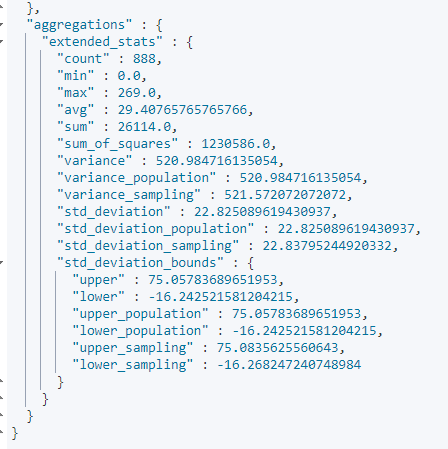 },
"aggregations" : {
"extended_stats" : {
"count" : 888,
"min" : 0.0,
"max" : 269.0,
"avg" : 29.40765765765766,
"sum" : 26114.0,
"sum_of_squares" : 1230586.0,
"variance" : 520.984716135054,
"variance_population" : 520.984716135054,
"variance_sampling" : 521.572072072072,
"std_deviation" : 22.825089619430937,
"std_deviation_population" : 22.825089619430937,
"std_deviation_sampling" : 22.83795244920332,
"std_deviation_bounds" : {
"upper" : 75.05783689651953,
"lower" : -16.242521581204215,
"upper_population" : 75.05783689651953,
"lower_population" : -16.242521581204215,
"upper_sampling" : 75.0835625560643,
"lower_sampling" : -16.268247240748984
}
}
}
}